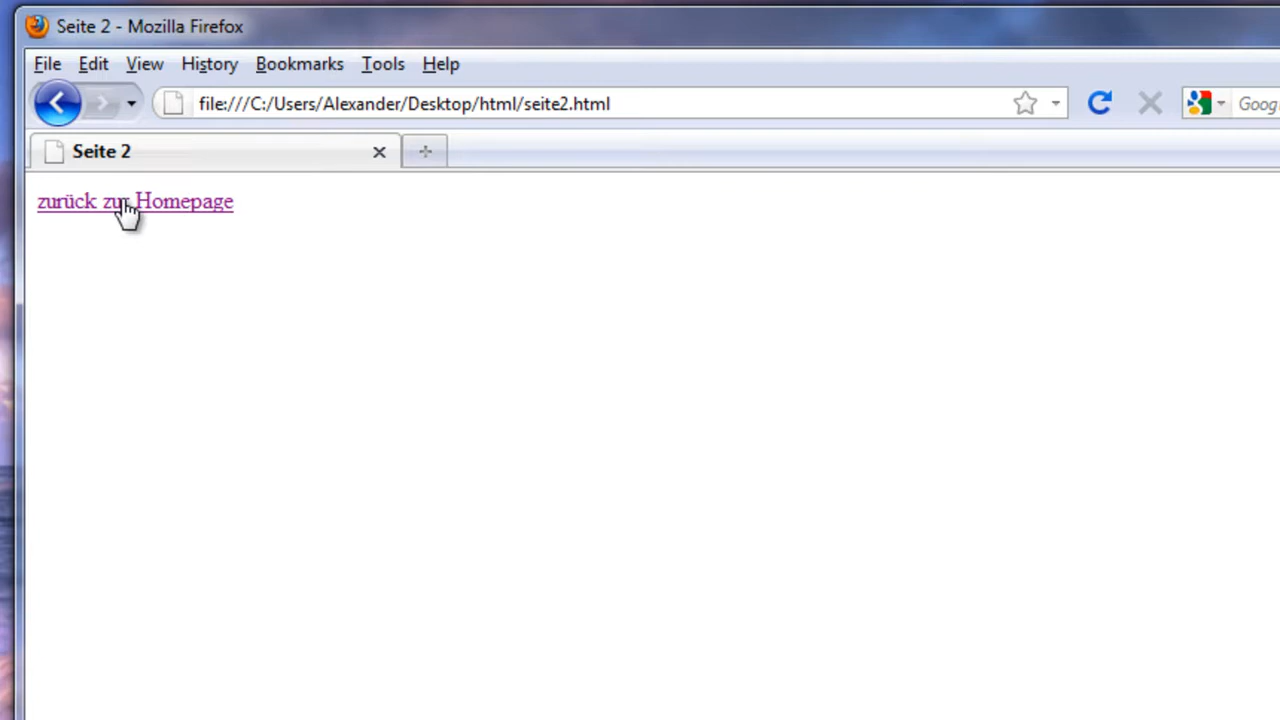 Seite 2 - Mozilla Firefox
File Edit View History Bookmarks Tools Help
file:///C:/Users/Alexander/Desktop/html/seite2.html Goog
Seite 2
zurück zur Homepage